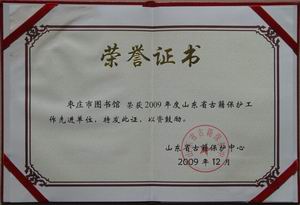 荣誉证书
枣庄市图书馆 荣获2009年度山东省古籍保护工
作先进单位，特发此证，以资鼓励。
山东省古籍保护中心
2009年12月